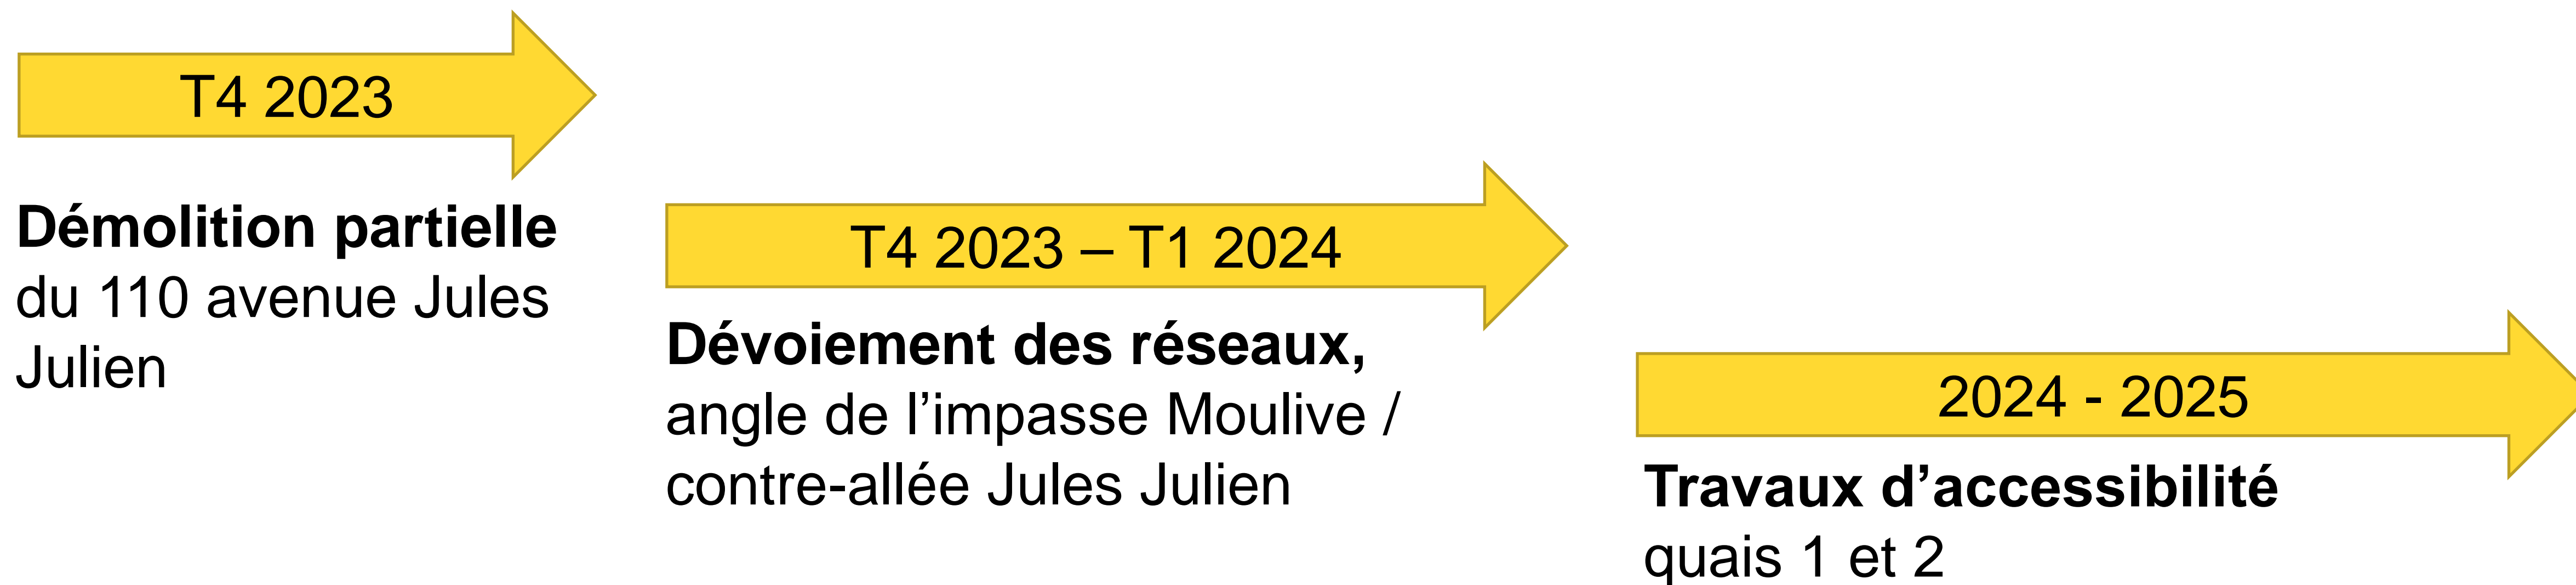 T4 2023
Démolition partielle
du 110 avenue Jules
Julien
T4 2023 – T1 2024
Dévoiement des réseaux,
angle de l’impasse Moulive /
contre-allée Jules Julien
2024 - 2025
Travaux d’accessibilité
quais 1 et 2